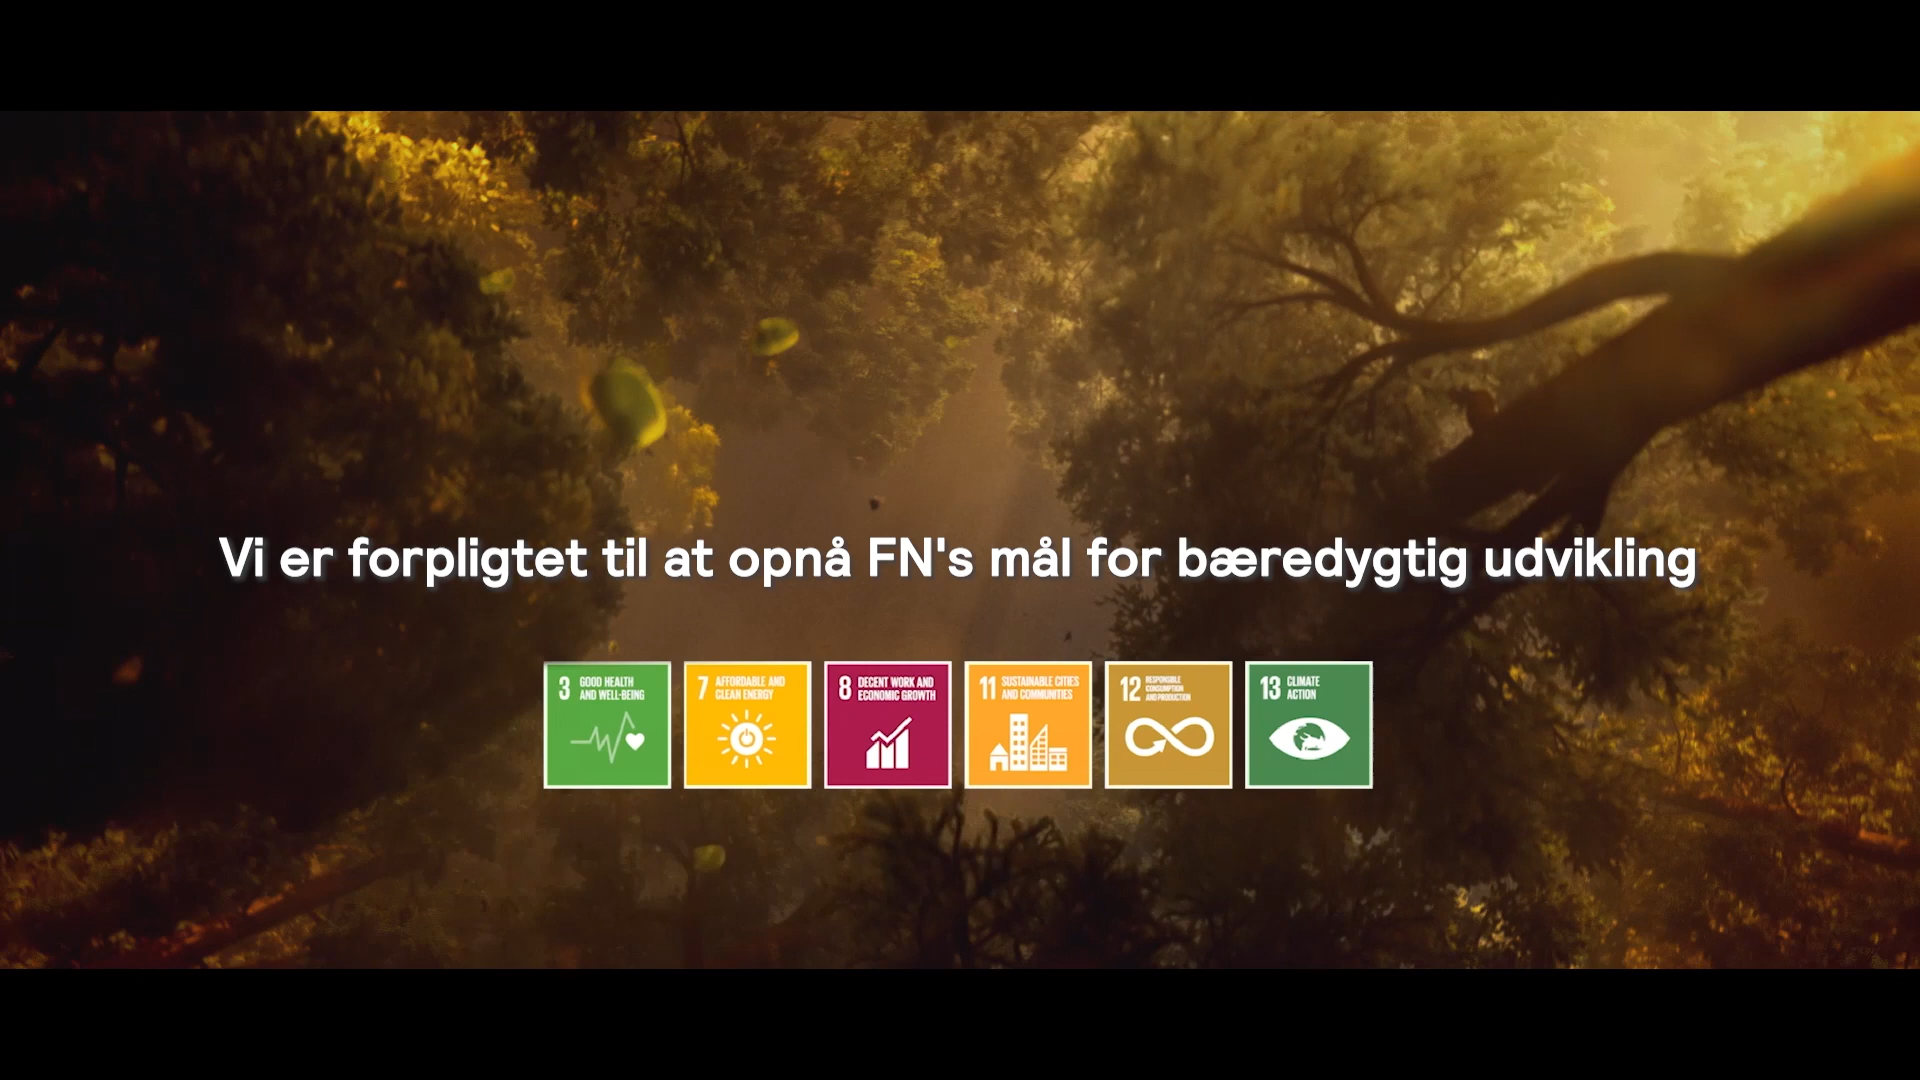 Vi er forpligtet til at opnå FN's mål for bæredygtig udvikling
3 GOOD HEALTH
AND WELL-BEING
7 AFFORDABLE AND
CLEAN ENERGY
8 DECENT WORK AND
ECONOMIC GROWTH
11 SUSTAINABLE CITIES
AND COMMUNITIES
12 RESPONSIBLE
CONSUMPTION
AND PRODUCTION
13 CLIMATE
ACTION